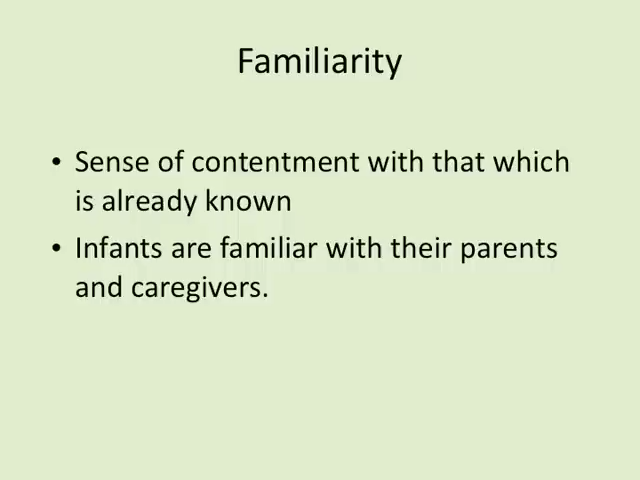 Familiarity
• Sense of contentment with that which
is already known
• Infants are familiar with their parents
and caregivers.